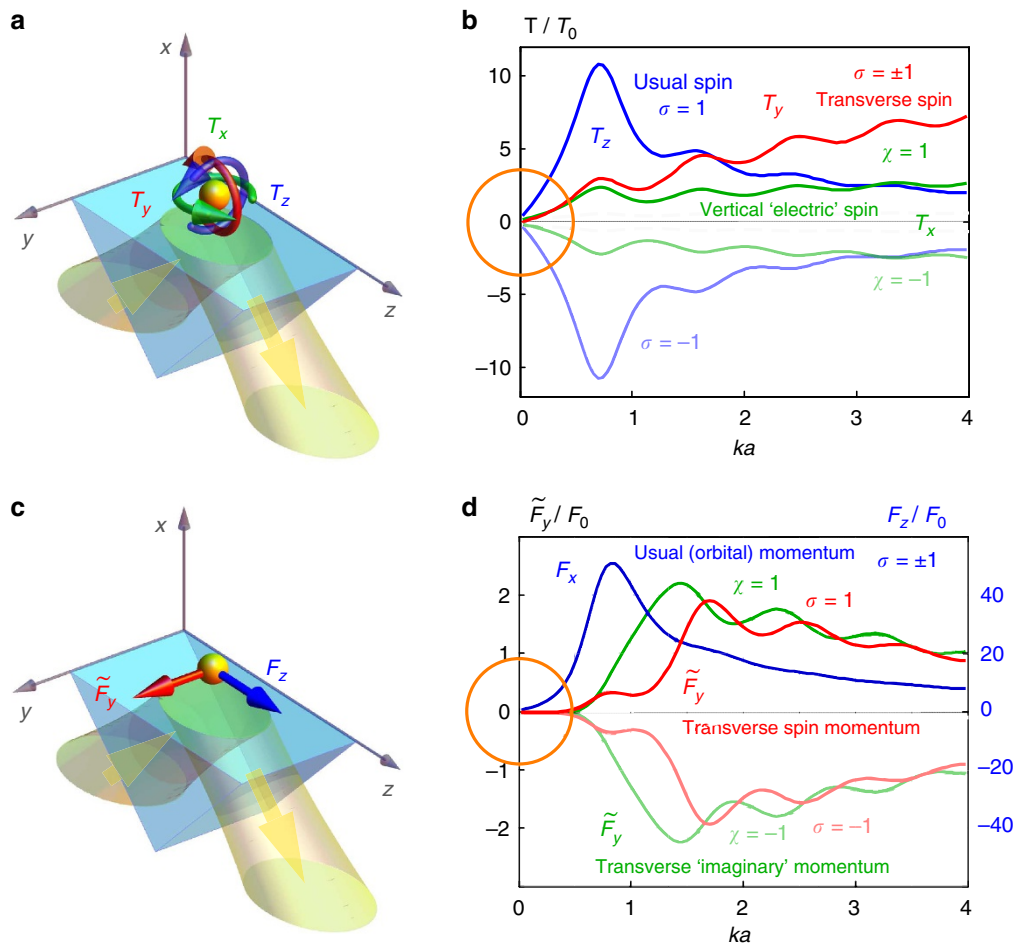 a
x
y
z
T_x
T_y
T_z
b
T / T_0
10
5
0
−5
−10
Usual spin
σ = 1
T_z
T_y
σ = ±1
Transverse spin
χ = 1
Vertical ‘electric’ spin
T_x
χ = −1
σ = −1
0 1 2 3 4
ka
c
x
y
z
F̃_y
F_z
d
F̃_y / F_0
F_z / F_0
2
1
0
−1
−2
40
20
0
−20
−40
Usual (orbital) momentum
σ = ±1
F_x
χ = 1
σ = 1
F̃_y
Transverse spin momentum
F̃_y
χ = −1
σ = −1
Transverse ‘imaginary’ momentum
0 1 2 3 4
ka